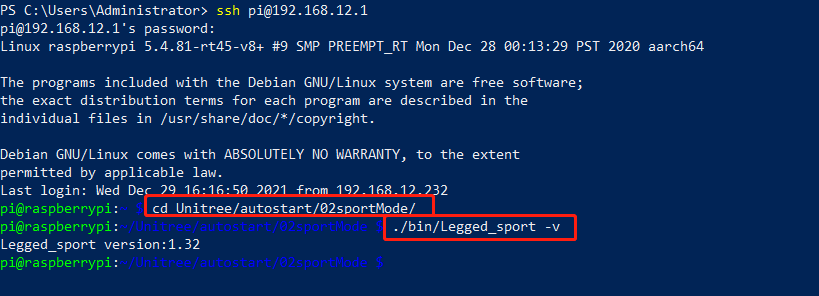 PS C:\Users\Administrator> ssh pi@192.168.12.1
pi@192.168.12.1's password:
Linux raspberrypi 5.4.81-rt45-v8+ #9 SMP PREEMPT_RT Mon Dec 28 00:13:29 PST 2020 aarch64
The programs included with the Debian GNU/Linux system are free software;
the exact distribution terms for each program are described in the
individual files in /usr/share/doc/*/copyright.
Debian GNU/Linux comes with ABSOLUTELY NO WARRANTY, to the extent
permitted by applicable law.
Last login: Wed Dec 29 16:16:50 2021 from 192.168.12.232
pi@raspberrypi:~ $ cd Unitree/autostart/02sportMode/
pi@raspberrypi:~/Unitree/autostart/02sportMode $ ./bin/Legged_sport -v
Legged_sport version:1.32
pi@raspberrypi:~/Unitree/autostart/02sportMode $